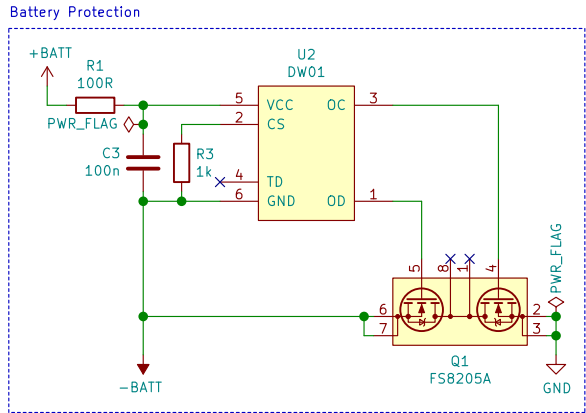 Battery Protection
+BATT
R1
100R
PWR_FLAG
C3
100n
R3
1k
U2
DW01
5
VCC
OC
3
2
CS
4
TD
6
GND
OD
1
5
8
1
4
PWR_FLAG
6
2
7
3
Q1
FS8205A
-BATT
GND